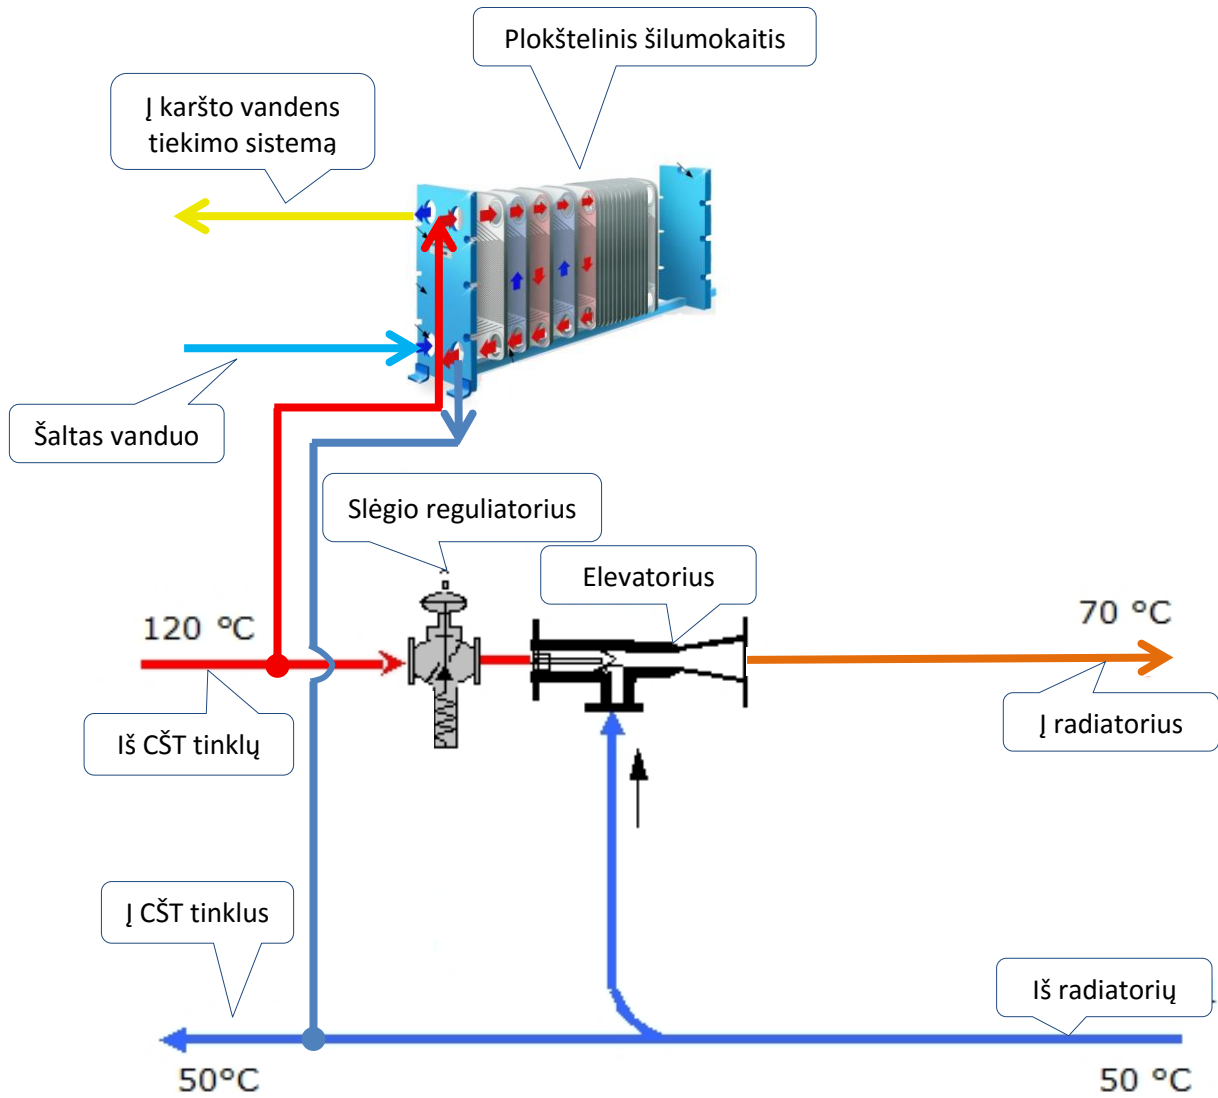 Plokštelinis šilumokaitis
Į karšto vandens
tiekimo sistemą
Šaltas vanduo
Slėgio reguliatorius
Elevatorius
120 °C
70 °C
Iš CŠT tinklų
Į radiatorius
Į CŠT tinklus
Iš radiatorių
50°C
50 °C